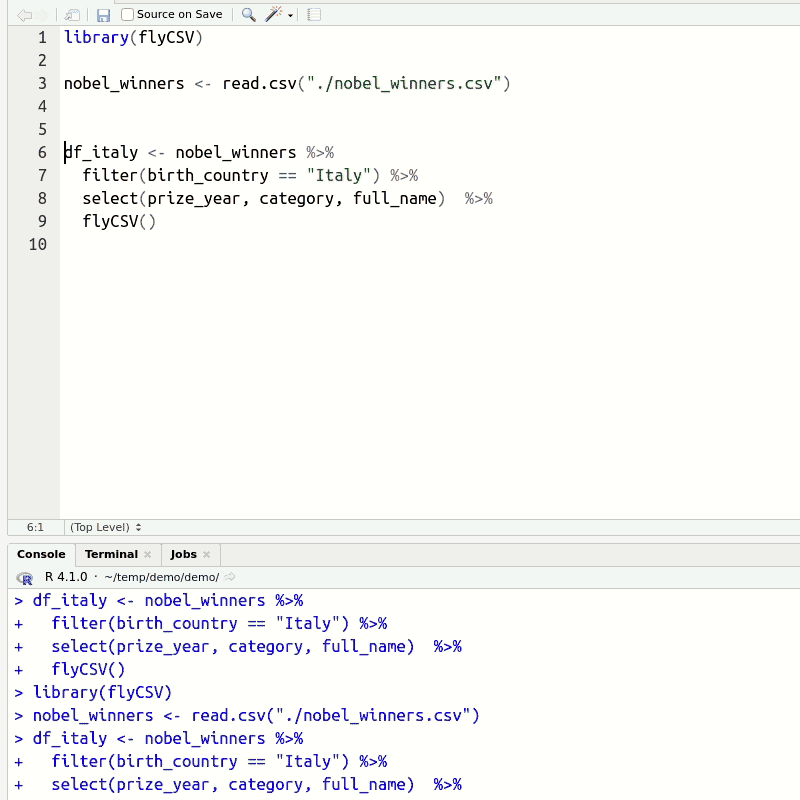 Source on Save
1 library(flyCSV)
2
3 nobel_winners <- read.csv("./nobel_winners.csv")
4
5
6 df_italy <- nobel_winners %>%
7   filter(birth_country == "Italy") %>%
8   select(prize_year, category, full_name)  %>%
9   flyCSV()
10
6:1 (Top Level)
Console Terminal Jobs
R 4.1.0 · ~/temp/demo/demo/
> df_italy <- nobel_winners %>%
+   filter(birth_country == "Italy") %>%
+   select(prize_year, category, full_name)  %>%
+   flyCSV()
> library(flyCSV)
> nobel_winners <- read.csv("./nobel_winners.csv")
> df_italy <- nobel_winners %>%
+   filter(birth_country == "Italy") %>%
+   select(prize_year, category, full_name)  %>%